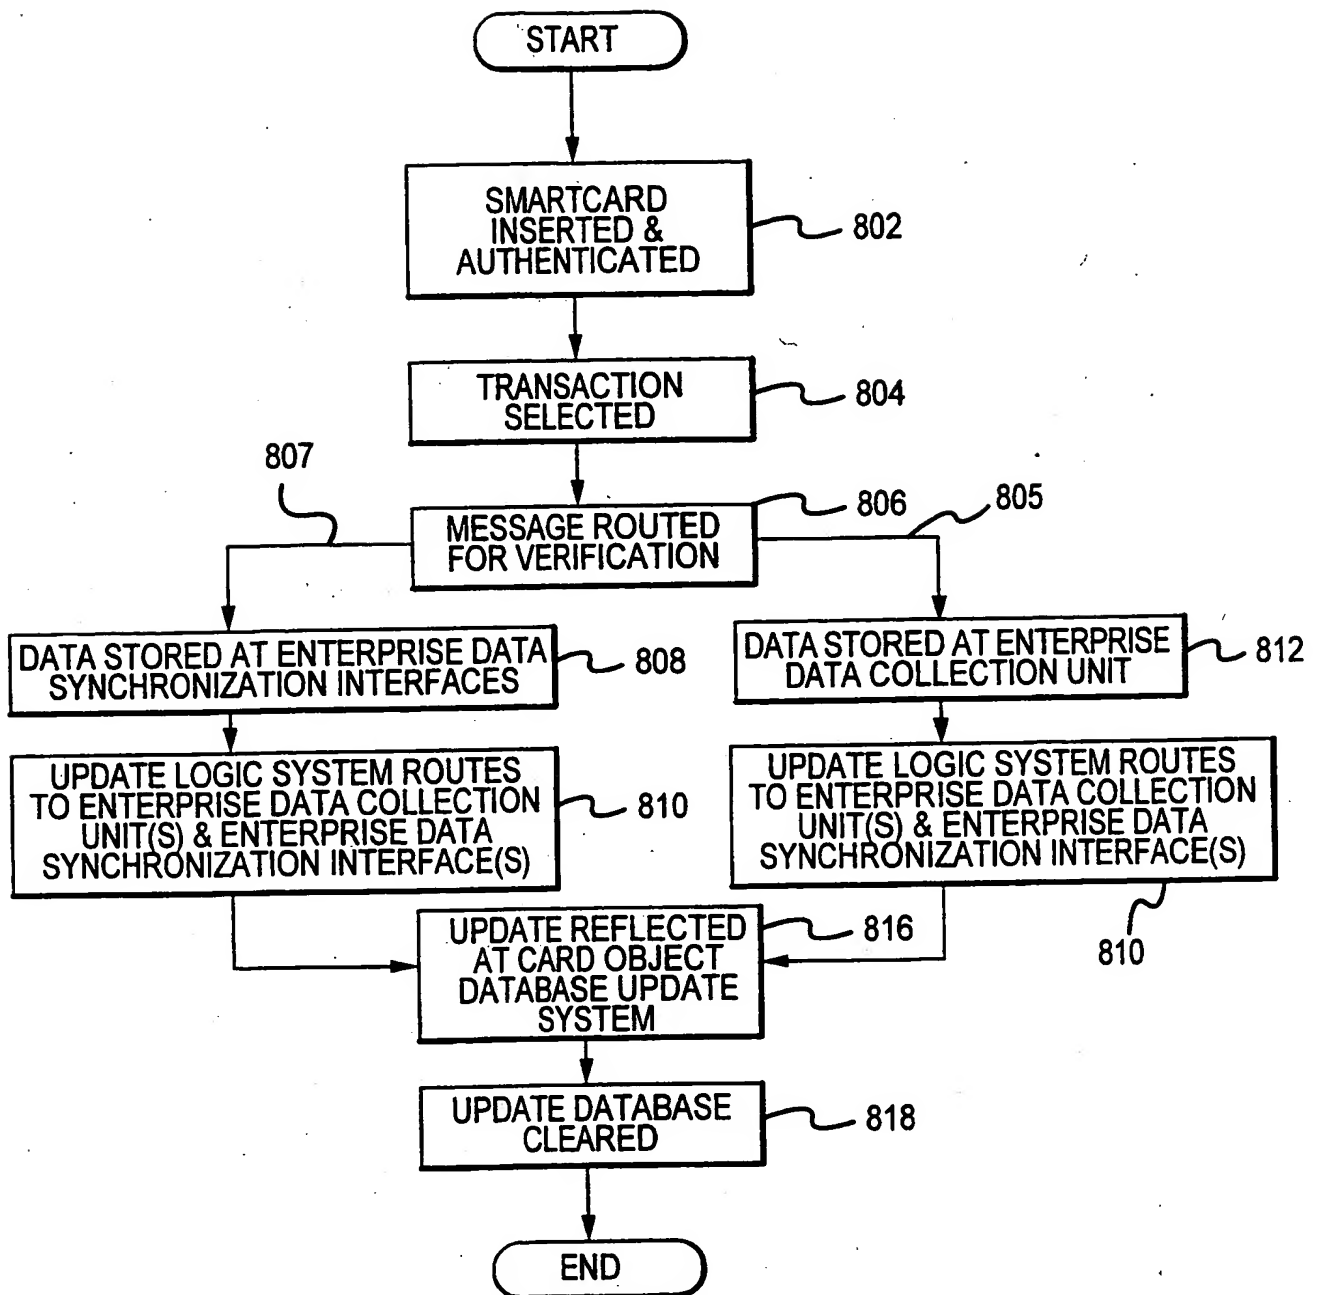 START
SMARTCARD
INSERTED &
AUTHENTICATED
802
TRANSACTION
SELECTED
804
807
MESSAGE ROUTED
FOR VERIFICATION
806
805
DATA STORED AT ENTERPRISE DATA
SYNCHRONIZATION INTERFACES
808
DATA STORED AT ENTERPRISE
DATA COLLECTION UNIT
812
UPDATE LOGIC SYSTEM ROUTES
TO ENTERPRISE DATA COLLECTION
UNIT(S) & ENTERPRISE DATA
SYNCHRONIZATION INTERFACE(S)
810
UPDATE LOGIC SYSTEM ROUTES
TO ENTERPRISE DATA COLLECTION
UNIT(S) & ENTERPRISE DATA
SYNCHRONIZATION INTERFACE(S)
810
UPDATE REFLECTED
AT CARD OBJECT
DATABASE UPDATE
SYSTEM
816
UPDATE DATABASE
CLEARED
818
END